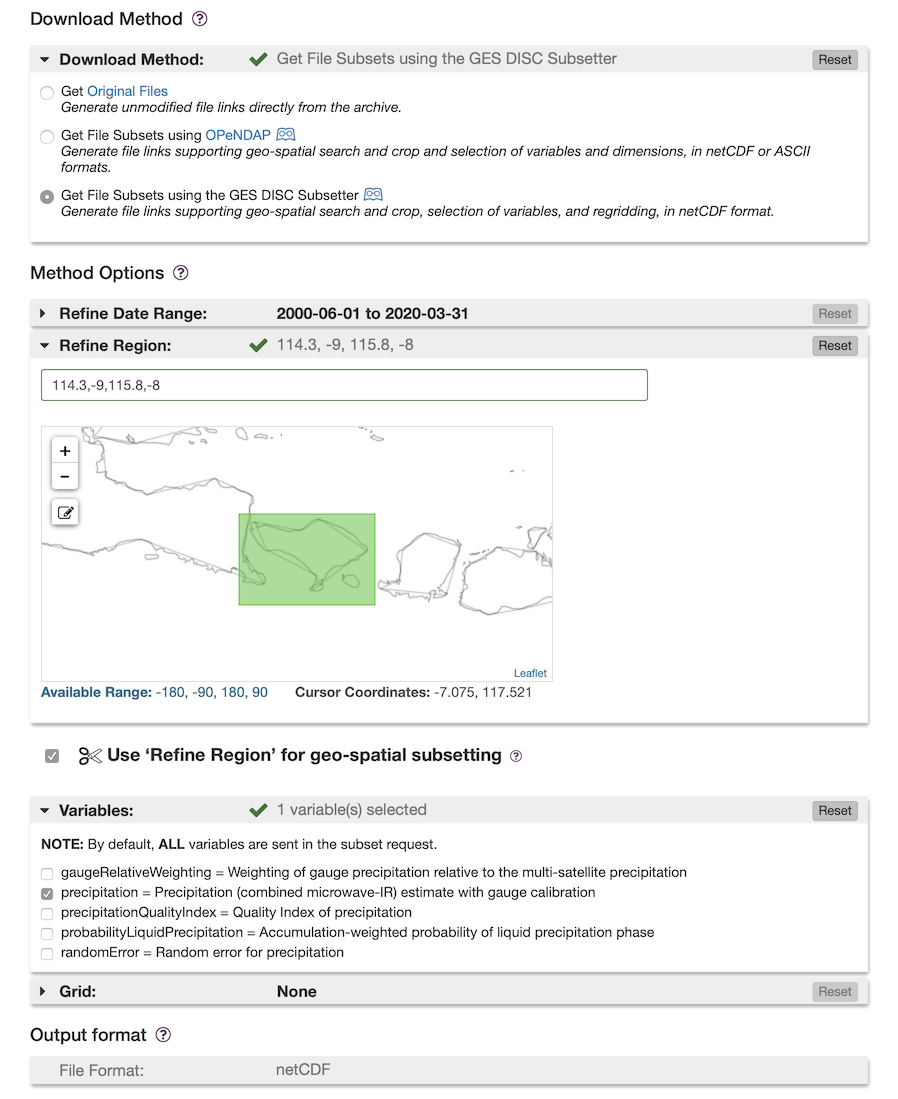 Download Method ?
Download Method: Get File Subsets using the GES DISC Subsetter Reset
Get Original Files
Generate unmodified file links directly from the archive.
Get File Subsets using OPeNDAP
Generate file links supporting geo-spatial search and crop and selection of variables and dimensions, in netCDF or ASCII
formats.
Get File Subsets using the GES DISC Subsetter
Generate file links supporting geo-spatial search and crop, selection of variables, and regridding, in netCDF format.
Method Options ?
Refine Date Range: 2000-06-01 to 2020-03-31 Reset
Refine Region: 114.3, -9, 115.8, -8 Reset
114.3,-9,115.8,-8
+
−
Leaflet
Available Range: -180, -90, 180, 90 Cursor Coordinates: -7.075, 117.521
Use ‘Refine Region’ for geo-spatial subsetting ?
Variables: 1 variable(s) selected Reset
NOTE: By default, ALL variables are sent in the subset request.
gaugeRelativeWeighting = Weighting of gauge precipitation relative to the multi-satellite precipitation
precipitation = Precipitation (combined microwave-IR) estimate with gauge calibration
precipitationQualityIndex = Quality Index of precipitation
probabilityLiquidPrecipitation = Accumulation-weighted probability of liquid precipitation phase
randomError = Random error for precipitation
Grid: None Reset
Output format ?
File Format: netCDF